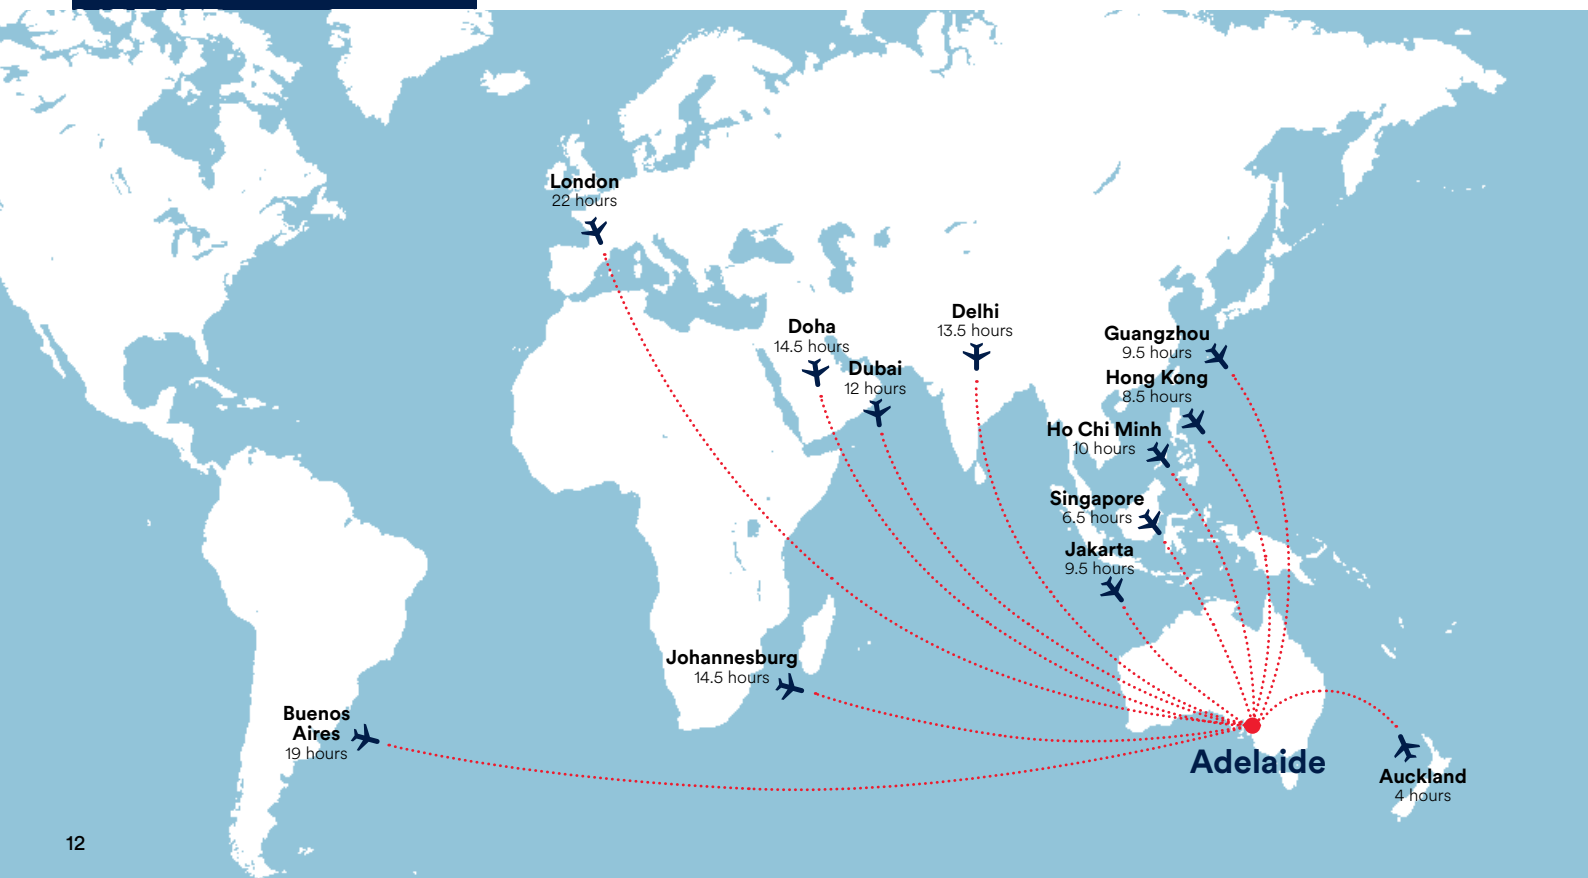 London
22 hours
Doha
14.5 hours
Dubai
12 hours
Delhi
13.5 hours
Guangzhou
9.5 hours
Hong Kong
8.5 hours
Ho Chi Minh
10 hours
Singapore
6.5 hours
Jakarta
9.5 hours
Johannesburg
14.5 hours
Buenos
Aires
19 hours
Adelaide
Auckland
4 hours
12